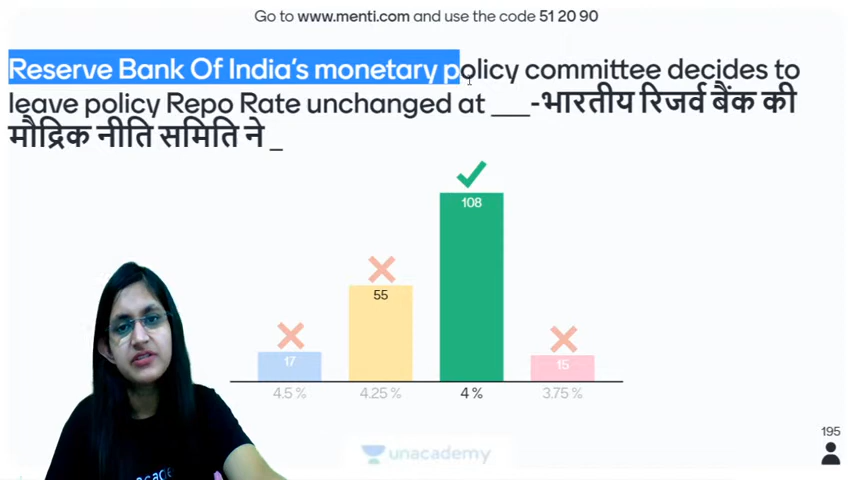 Go to www.menti.com and use the code 51 20 90
Reserve Bank Of India's monetary policy committee decides to
leave policy Repo Rate unchanged at ___-भारतीय रिजर्व बैंक की
मौद्रिक नीति समिति ने _
17
55
108
15
4.5 %
4.25 %
4 %
3.75 %
195
unacademy